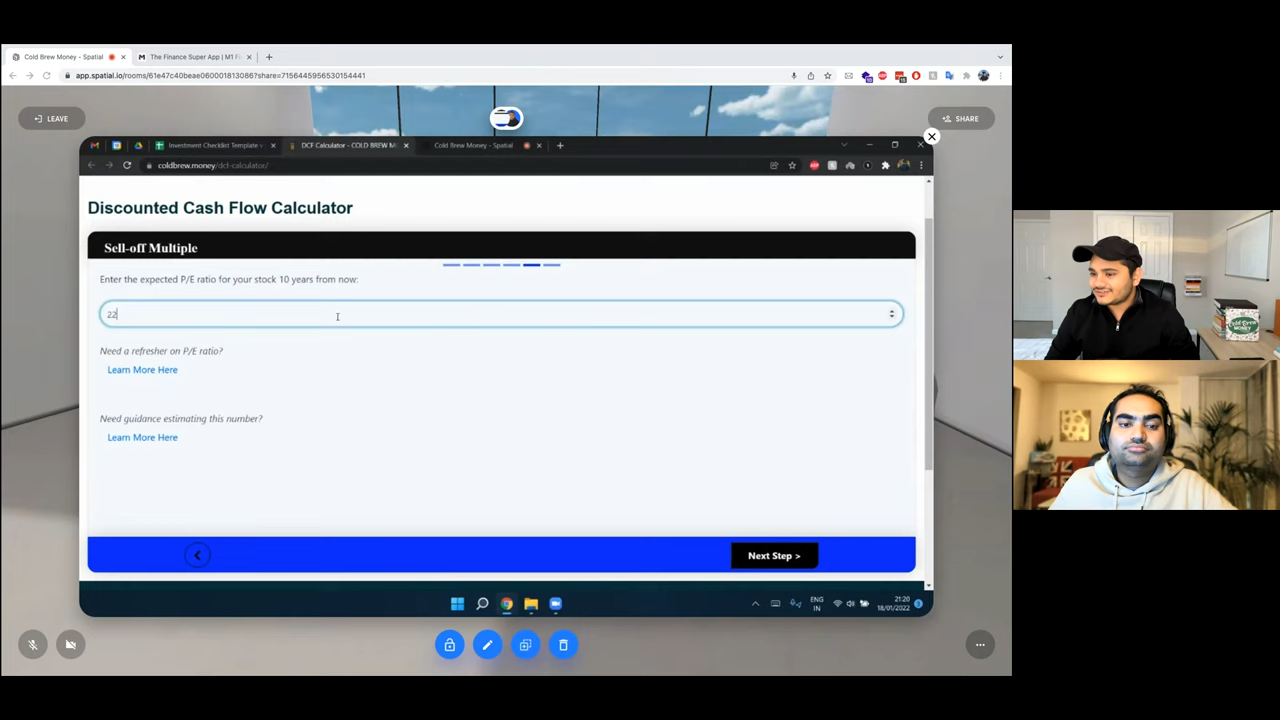 Cold Brew Money - Spatial
The Finance Super App | M1 Fi
app.spatial.io/rooms/61e47c40beae060001813086?share=7156445956530154441
LEAVE
SHARE
Investment Checklist Template
DCF Calculator - COLD BREW M
Cold Brew Money - Spatial
coldbrew.money/dcf-calculator/
Discounted Cash Flow Calculator
Sell-off Multiple
Enter the expected P/E ratio for your stock 10 years from now:
22
Need a refresher on P/E ratio?
Learn More Here
Need guidance estimating this number?
Learn More Here
Next Step >
ENG
IN
21:20
18/01/2022
Cold Brew
MONEY